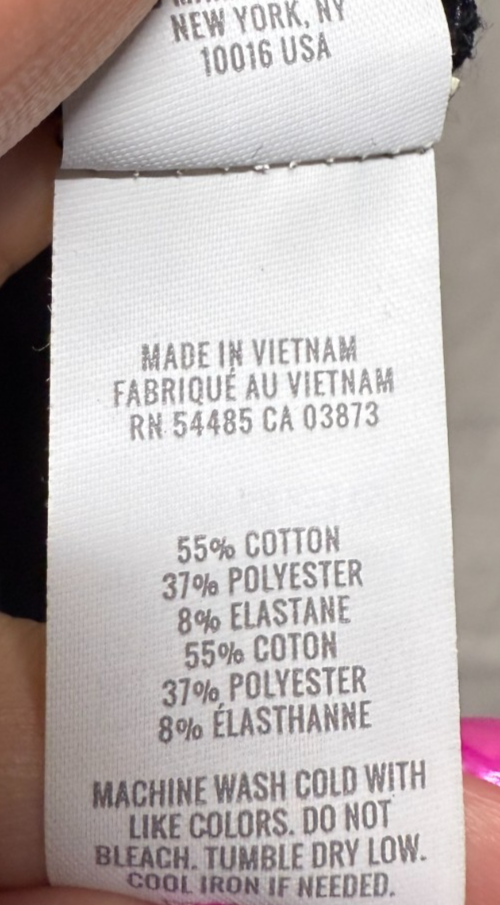 NEW YORK, NY
10016 USA
MADE IN VIETNAM
FABRIQUÉ AU VIETNAM
RN 54485 CA 03873
55% COTTON
37% POLYESTER
8% ELASTANE
55% COTON
37% POLYESTER
8% ÉLASTHANNE
MACHINE WASH COLD WITH
LIKE COLORS. DO NOT
BLEACH. TUMBLE DRY LOW.
COOL IRON IF NEEDED.